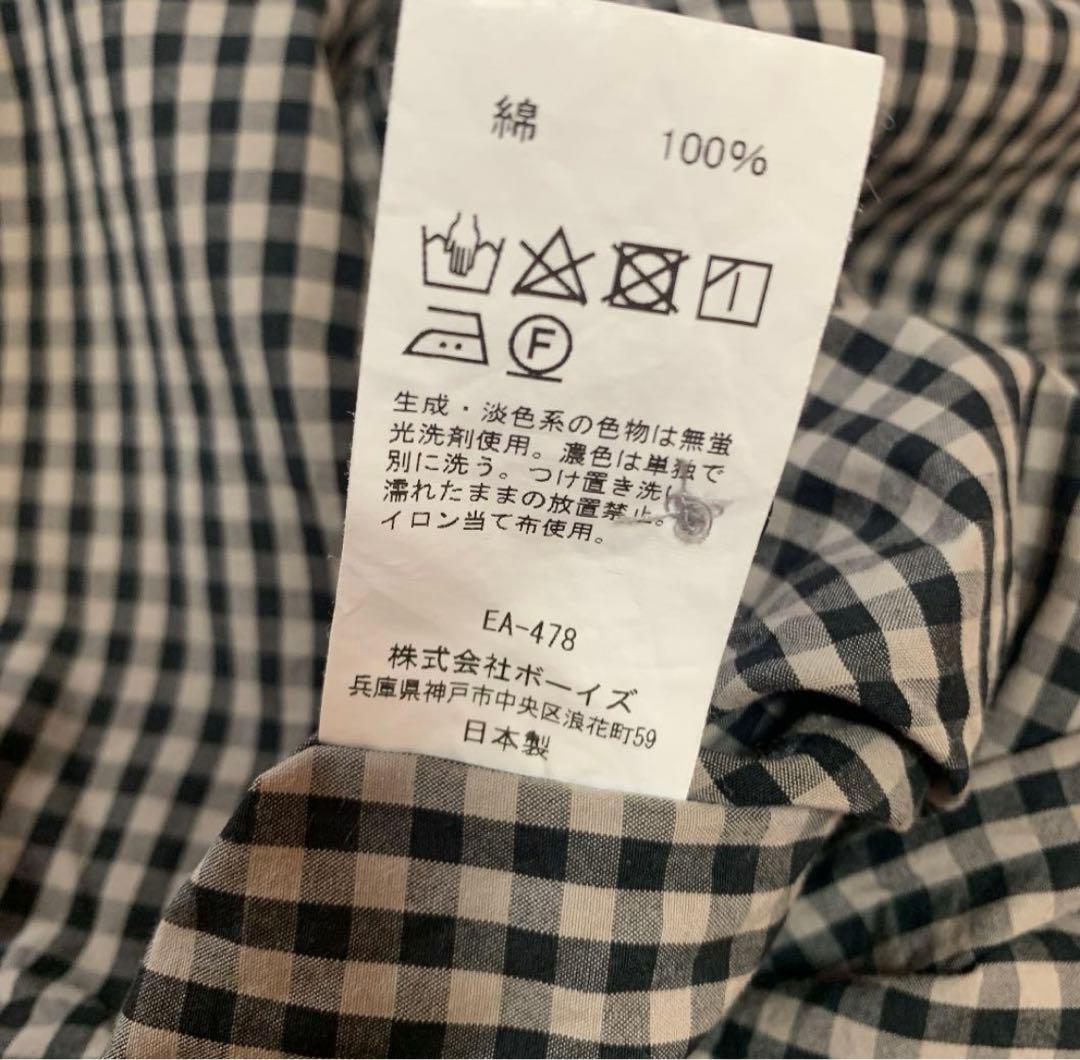 綿 100%
F
生成・淡色系の色物は無蛍
光洗剤使用。濃色は単独で
別に洗う。つけ置き洗い
濡れたままの放置禁止。
イロン当て布使用。
EA-478
株式会社ボーイズ
兵庫県神戸市中央区浪花町59
日本製